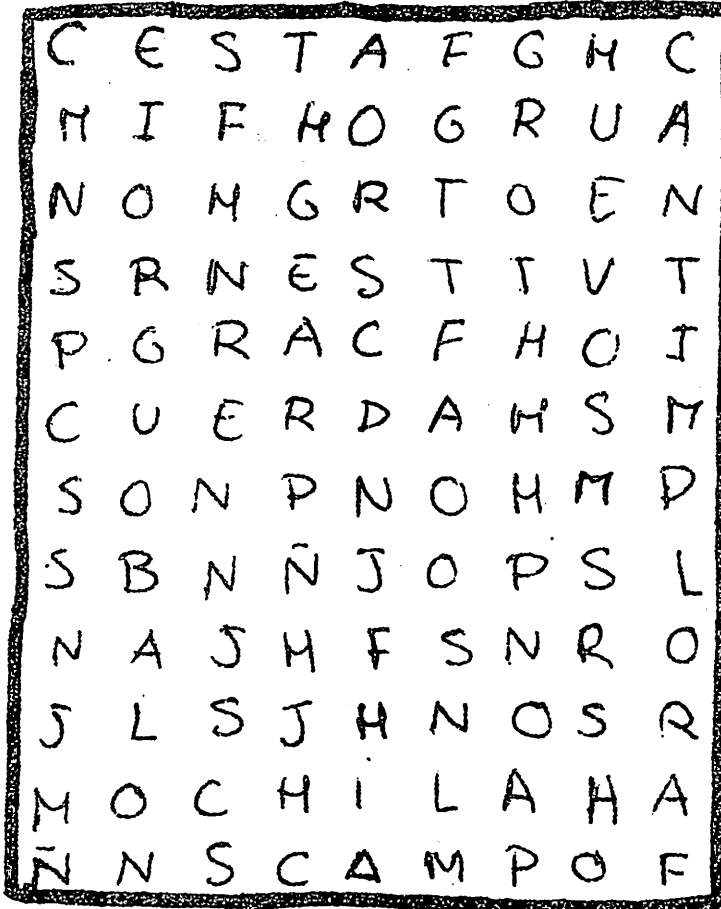 C E S T A F G H C
M I F H O G R U A
N O H G R T O E N
S R N E S T T V T
P G R A C F H O I
C U E R D A H S M
S O N P N O H M P
S B N Ñ J O P S L
N A J H F S N R O
J L S J H N O S R
M O C H I L A H A
Ñ N S C A M P O F